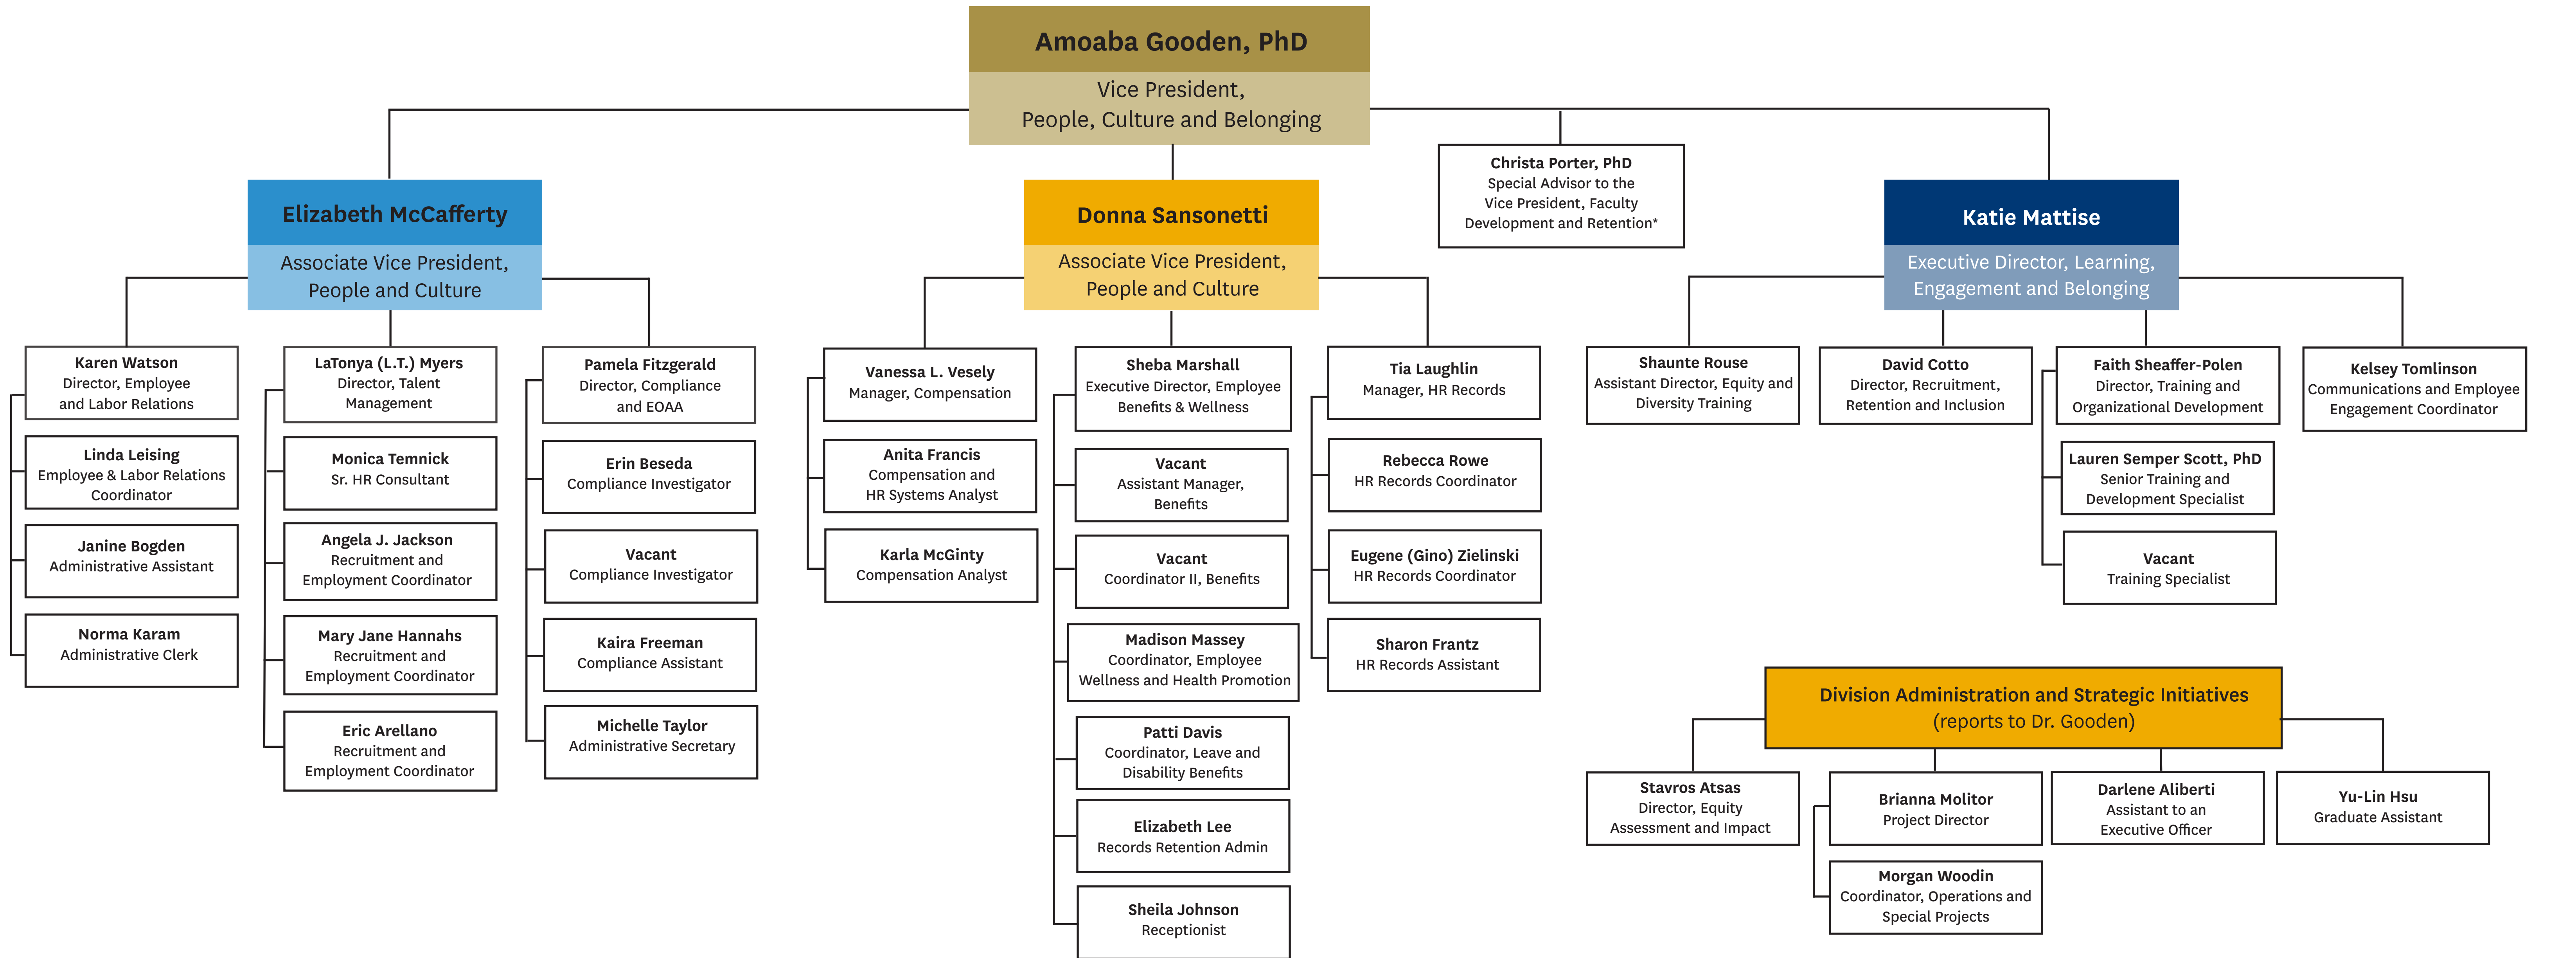 Amoaba Gooden, PhD
Vice President,
People, Culture and Belonging
Christa Porter, PhD
Special Advisor to the
Vice President, Faculty
Development and Retention*
Elizabeth McCafferty
Associate Vice President,
People and Culture
Karen Watson
Director, Employee
and Labor Relations
Linda Leising
Employee & Labor Relations
Coordinator
Janine Bogden
Administrative Assistant
Norma Karam
Administrative Clerk
LaTonya (L.T.) Myers
Director, Talent
Management
Monica Temnick
Sr. HR Consultant
Angela J. Jackson
Recruitment and
Employment Coordinator
Mary Jane Hannahs
Recruitment and
Employment Coordinator
Eric Arellano
Recruitment and
Employment Coordinator
Pamela Fitzgerald
Director, Compliance
and EOAA
Erin Beseda
Compliance Investigator
Vacant
Compliance Investigator
Kaira Freeman
Compliance Assistant
Michelle Taylor
Administrative Secretary
Donna Sansonetti
Associate Vice President,
People and Culture
Vanessa L. Vesely
Manager, Compensation
Anita Francis
Compensation and
HR Systems Analyst
Karla McGinty
Compensation Analyst
Sheba Marshall
Executive Director, Employee
Benefits & Wellness
Vacant
Assistant Manager,
Benefits
Vacant
Coordinator II, Benefits
Madison Massey
Coordinator, Employee
Wellness and Health Promotion
Patti Davis
Coordinator, Leave and
Disability Benefits
Elizabeth Lee
Records Retention Admin
Sheila Johnson
Receptionist
Tia Laughlin
Manager, HR Records
Rebecca Rowe
HR Records Coordinator
Eugene (Gino) Zielinski
HR Records Coordinator
Sharon Frantz
HR Records Assistant
Katie Mattise
Executive Director, Learning,
Engagement and Belonging
Shaunte Rouse
Assistant Director, Equity and
Diversity Training
David Cotto
Director, Recruitment,
Retention and Inclusion
Faith Sheaffer-Polen
Director, Training and
Organizational Development
Lauren Semper Scott, PhD
Senior Training and
Development Specialist
Vacant
Training Specialist
Kelsey Tomlinson
Communications and Employee
Engagement Coordinator
Division Administration and Strategic Initiatives
(reports to Dr. Gooden)
Stavros Atsas
Director, Equity
Assessment and Impact
Brianna Molitor
Project Director
Morgan Woodin
Coordinator, Operations and
Special Projects
Darlene Aliberti
Assistant to an
Executive Officer
Yu-Lin Hsu
Graduate Assistant